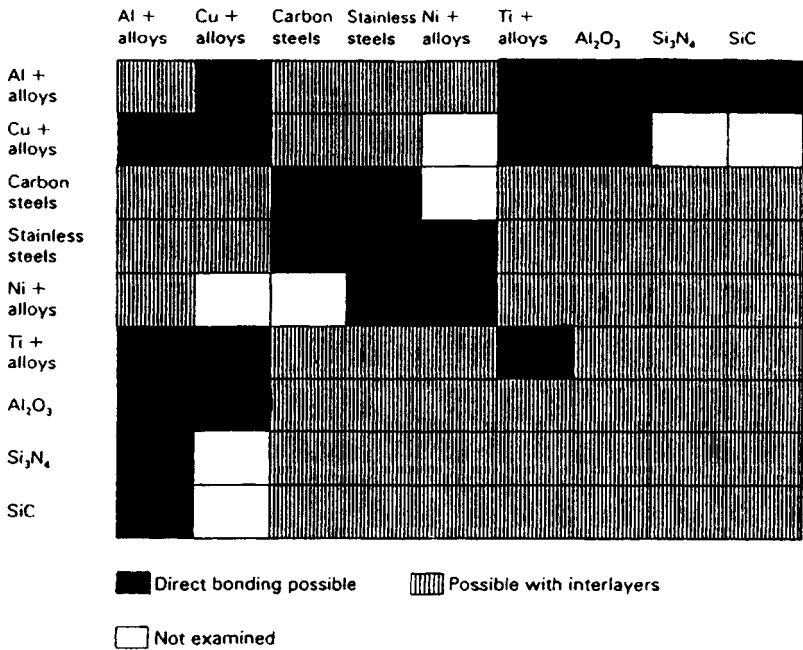 Al + Cu + Carbon Stainless Ni + Ti +
alloys alloys steels steels alloys alloys Al₂O₃ Si₃N₄ SiC
Al +
alloys
Cu +
alloys
Carbon
steels
Stainless
steels
Ni +
alloys
Ti +
alloys
Al₂O₃
Si₃N₄
SiC
Direct bonding possible Possible with interlayers
Not examined